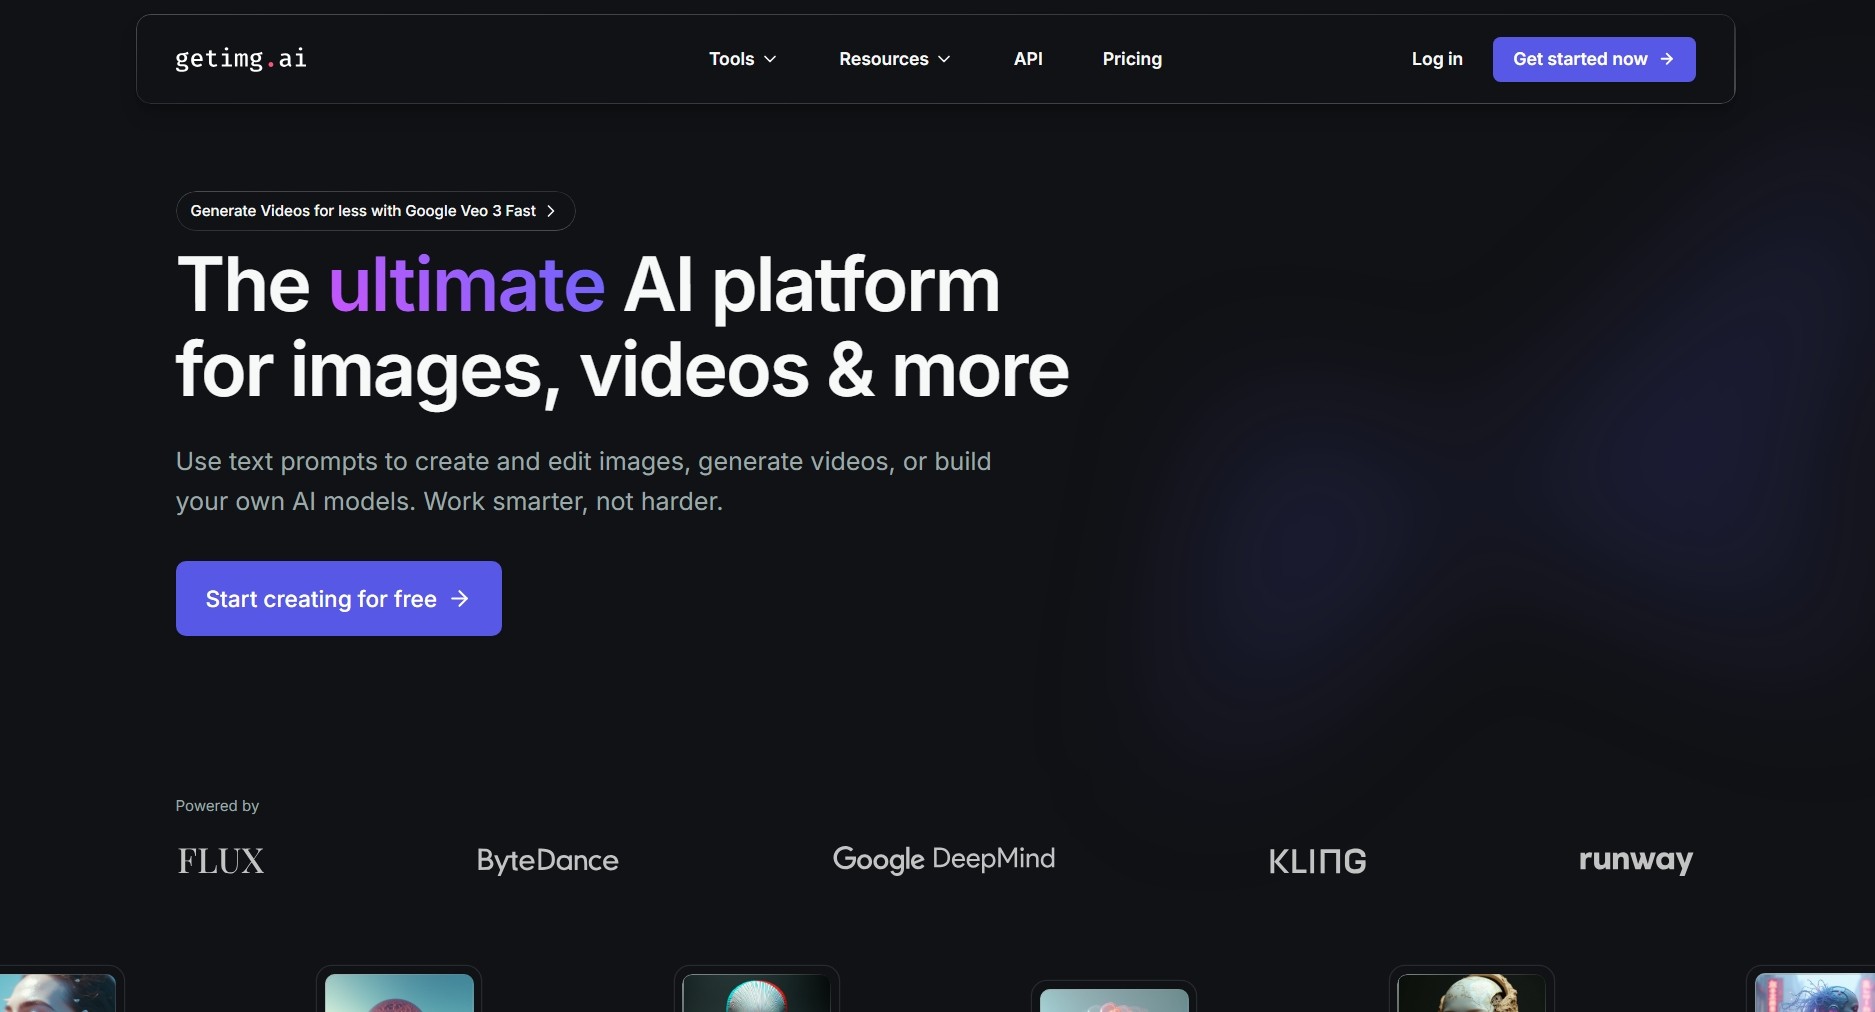 getimg.ai
Tools
Resources
API
Pricing
Log in
Get started now
Generate Videos for less with Google Veo 3 Fast
The ultimate AI platform
for images, videos & more
Use text prompts to create and edit images, generate videos, or build
your own AI models. Work smarter, not harder.
Start creating for free
Powered by
FLUX
ByteDance
Google DeepMind
KLING
runway